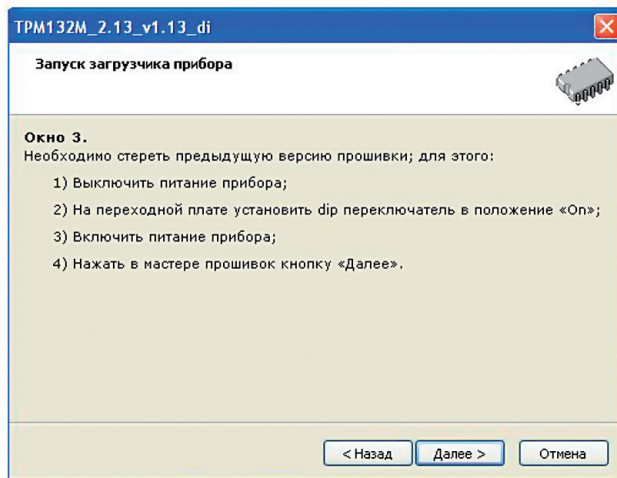 TPM132M_2.13_v1.13_di
Запуск загрузчика прибора
Окно 3.
Необходимо стереть предыдущую версию прошивки; для этого:
1) Выключить питание прибора;
2) На переходной плате установить dip переключатель в положение «On»;
3) Включить питание прибора;
4) Нажать в мастере прошивок кнопку «Далее».
< Назад
Далее >
Отмена